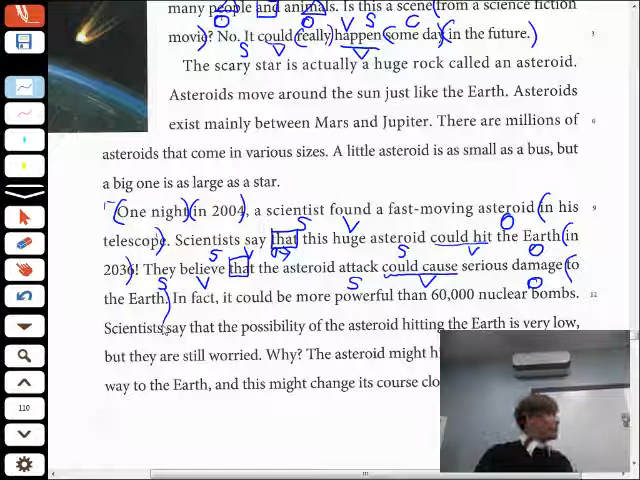 many people and animals. Is this a scene from a science fiction
movie? No. It could really happen some day in the future. 3
S V S C
O O V
S V
The scary star is actually a huge rock called an asteroid.
Asteroids move around the sun just like the Earth. Asteroids
exist mainly between Mars and Jupiter. There are millions of 6
asteroids that come in various sizes. A little asteroid is as small as a bus, but
a big one is as large as a star.
One night in 2004, a scientist found a fast-moving asteroid in his 9
S V O
telescope. Scientists say that this huge asteroid could hit the Earth in
S V S V O
2036! They believe that the asteroid attack could cause serious damage to
S V S V O
the Earth. In fact, it could be more powerful than 60,000 nuclear bombs. 12
Scientists say that the possibility of the asteroid hitting the Earth is very low,
but they are still worried. Why? The asteroid might
way to the Earth, and this might change its course
110